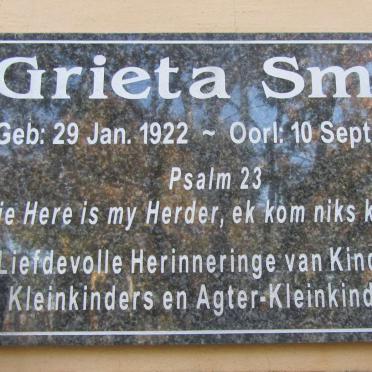 Grieta Sm
Geb: 29 Jan. 1922 ~ Oorl: 10 Sept
Psalm 23
ie Here is my Herder, ek kom niks k
Liefdevolle Herinneringe van Kind
Kleinkinders en Agter-Kleinkind